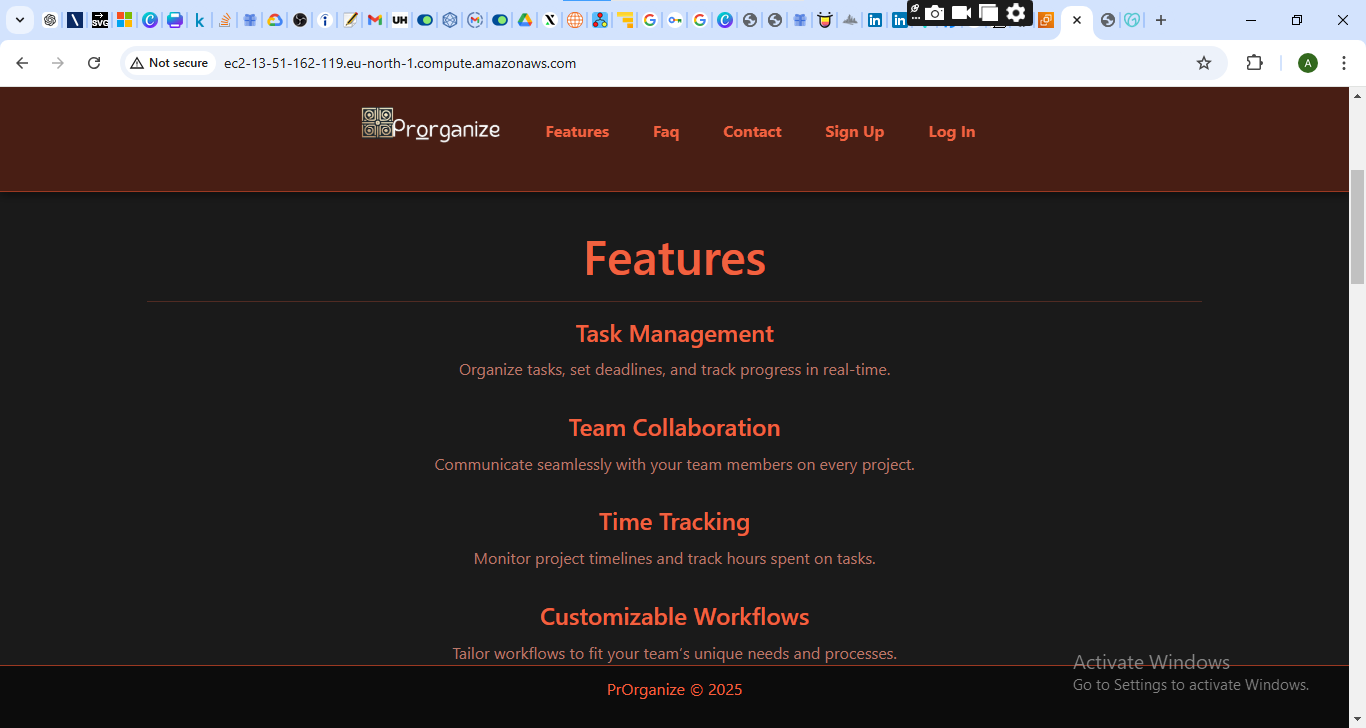 Not secure
ec2-13-51-162-119.eu-north-1.compute.amazonaws.com
A
Prorganize
Features
Faq
Contact
Sign Up
Log In
Features
Task Management
Organize tasks, set deadlines, and track progress in real-time.
Team Collaboration
Communicate seamlessly with your team members on every project.
Time Tracking
Monitor project timelines and track hours spent on tasks.
Customizable Workflows
Tailor workflows to fit your team's unique needs and processes.
Activate Windows
Go to Settings to activate Windows.
PrOrganize © 2025